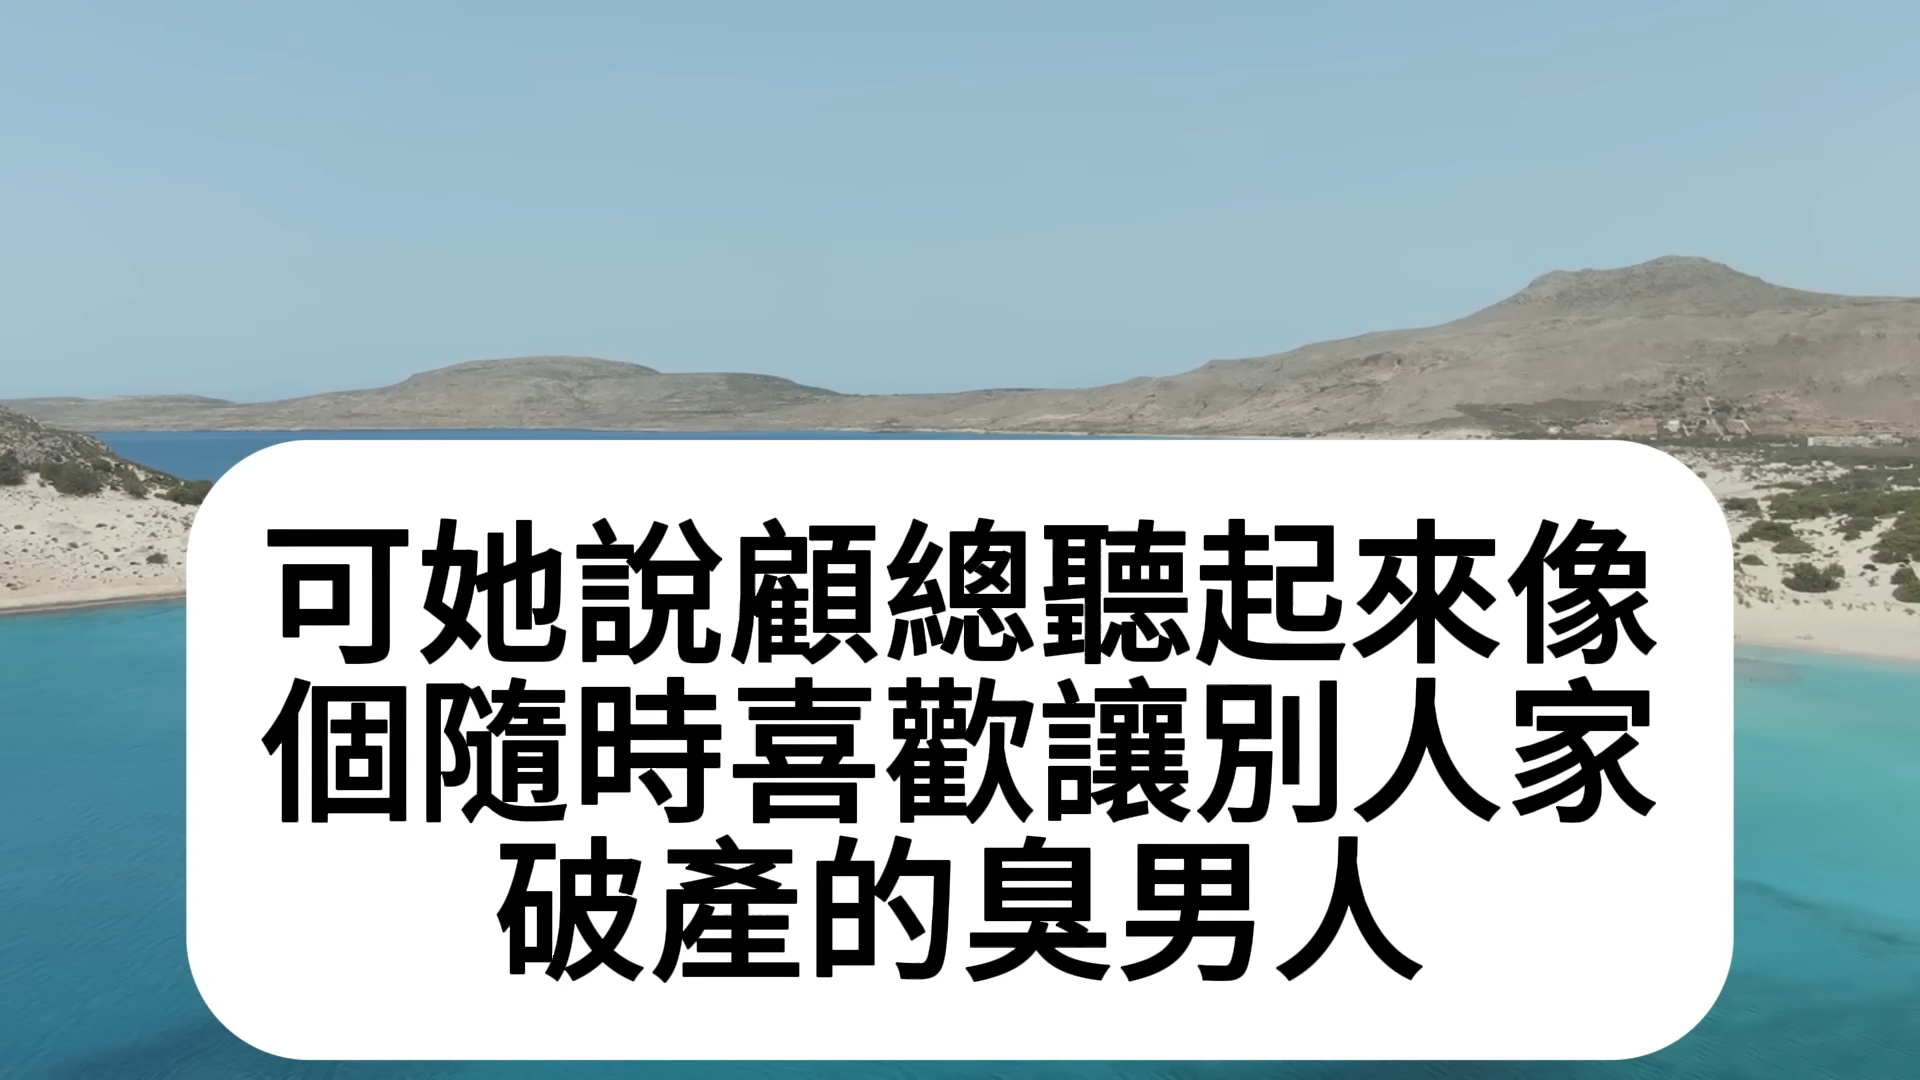 可她說顧總聽起來像
個隨時喜歡讓別人家
破產的臭男人